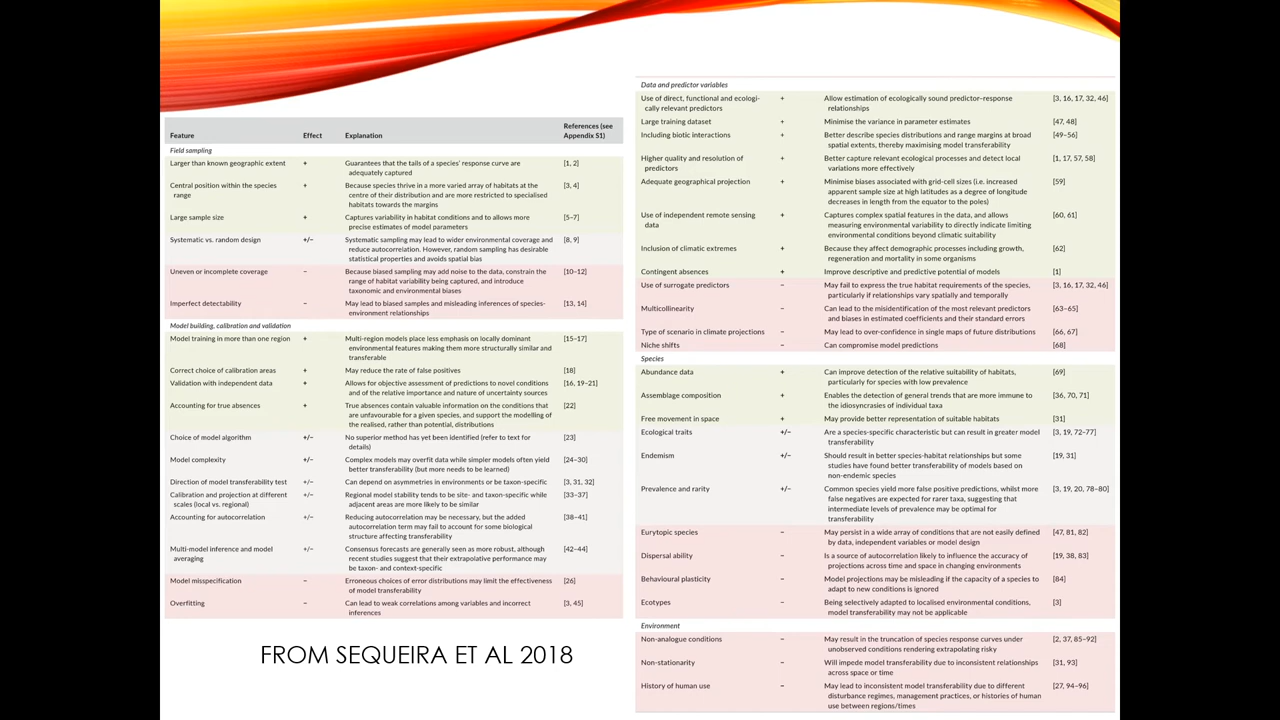 Feature Effect Explanation References (see Appendix S1)
Field sampling
Larger than known geographic extent + Guarantees that the tails of a species' response curve are [1, 2]
adequately captured
Central position within the species + Because species thrive in a more varied array of habitats at the [3, 4]
range centre of their distribution and are more restricted to specialised
habitats towards the margins
Large sample size + Captures variability in habitat conditions and to allows more [5–7]
precise estimates of model parameters
Systematic vs. random design +/− Systematic sampling may lead to wider environmental coverage and [8, 9]
reduce autocorrelation. However, random sampling has desirable
statistical properties and avoids spatial bias
Uneven or incomplete coverage − Because biased sampling may add noise to the data, constrain the [10–12]
range of habitat variability being captured, and introduce
taxonomic and environmental biases
Imperfect detectability − May lead to biased samples and misleading inferences of species- [13, 14]
environment relationships
Model building, calibration and validation
Model training in more than one region + Multi-region models place less emphasis on locally dominant [15–17]
environmental features making them more structurally similar and
transferable
Correct choice of calibration areas + May reduce the rate of false positives [18]
Validation with independent data + Allows for objective assessment of predictions to novel conditions [16, 19–21]
and of the relative importance and nature of uncertainty sources
Accounting for true absences + True absences contain valuable information on the conditions that [22]
are unfavourable for a given species, and support the modelling of
the realised, rather than potential, distributions
Choice of model algorithm +/− No superior method has yet been identified (refer to text for [23]
details)
Model complexity +/− Complex models may overfit data while simpler models often yield [24–30]
better transferability (but more needs to be learned)
Direction of model transferability test +/− Can depend on asymmetries in environments or be taxon-specific [3, 31, 32]
Calibration and projection at different +/− Regional model stability tends to be site- and taxon-specific while [33–37]
scales (local vs. regional) adjacent areas are more likely to be similar
Accounting for autocorrelation +/− Reducing autocorrelation may be necessary, but the added [38–41]
autocorrelation term may fail to account for some biological
structure affecting transferability
Multi-model inference and model +/− Consensus forecasts are generally seen as more robust, although [42–44]
averaging recent studies suggest that their extrapolative performance may
be taxon- and context-specific
Model misspecification − Erroneous choices of error distributions may limit the effectiveness [26]
of model transferability
Overfitting − Can lead to weak correlations among variables and incorrect [3, 45]
inferences
FROM SEQUEIRA ET AL 2018
Data and predictor variables
Use of direct, functional and ecologi- + Allow estimation of ecologically sound predictor–response [3, 16, 17, 32, 46]
cally relevant predictors relationships
Large training dataset + Minimise the variance in parameter estimates [47, 48]
Including biotic interactions + Better describe species distributions and range margins at broad [49–56]
spatial extents, thereby maximising model transferability
Higher quality and resolution of + Better capture relevant ecological processes and detect local [1, 17, 57, 58]
predictors variations more effectively
Adequate geographical projection + Minimise biases associated with grid-cell sizes (i.e. increased [59]
apparent sample size at high latitudes as a degree of longitude
decreases in length from the equator to the poles)
Use of independent remote sensing + Captures complex spatial features in the data, and allows [60, 61]
data measuring environmental variability to directly indicate limiting
environmental conditions beyond climatic suitability
Inclusion of climatic extremes + Because they affect demographic processes including growth, [62]
regeneration and mortality in some organisms
Contingent absences + Improve descriptive and predictive potential of models [1]
Use of surrogate predictors − May fail to express the true habitat requirements of the species, [3, 16, 17, 32, 46]
particularly if relationships vary spatially and temporally
Multicollinearity − Can lead to the misidentification of the most relevant predictors [63–65]
and biases in estimated coefficients and their standard errors
Type of scenario in climate projections − May lead to over-confidence in single maps of future distributions [66, 67]
Niche shifts − Can compromise model predictions [68]
Species
Abundance data + Can improve detection of the relative suitability of habitats, [69]
particularly for species with low prevalence
Assemblage composition + Enables the detection of general trends that are more immune to [36, 70, 71]
the idiosyncrasies of individual taxa
Free movement in space + May provide better representation of suitable habitats [31]
Ecological traits +/− Are a species-specific characteristic but can result in greater model [3, 19, 72–77]
transferability
Endemism +/− Should result in better species-habitat relationships but some [19, 31]
studies have found better transferability of models based on
non-endemic species
Prevalence and rarity +/− Common species yield more false positive predictions, whilst more [3, 19, 20, 78–80]
false negatives are expected for rarer taxa, suggesting that
intermediate levels of prevalence may be optimal for
transferability
Eurytopic species − May persist in a wide array of conditions that are not easily defined [47, 81, 82]
by data, independent variables or model design
Dispersal ability − Is a source of autocorrelation likely to influence the accuracy of [19, 38, 83]
projections across time and space in changing environments
Behavioural plasticity − Model projections may be misleading if the capacity of a species to [84]
adapt to new conditions is ignored
Ecotypes − Being selectively adapted to localised environmental conditions, [3]
model transferability may not be applicable
Environment
Non-analogue conditions − May result in the truncation of species response curves under [2, 37, 85–92]
unobserved conditions rendering extrapolating risky
Non-stationarity − Will impede model transferability due to inconsistent relationships [31, 93]
across space or time
History of human use − May lead to inconsistent model transferability due to different [27, 94–96]
disturbance regimes, management practices, or histories of human
use between regions/times